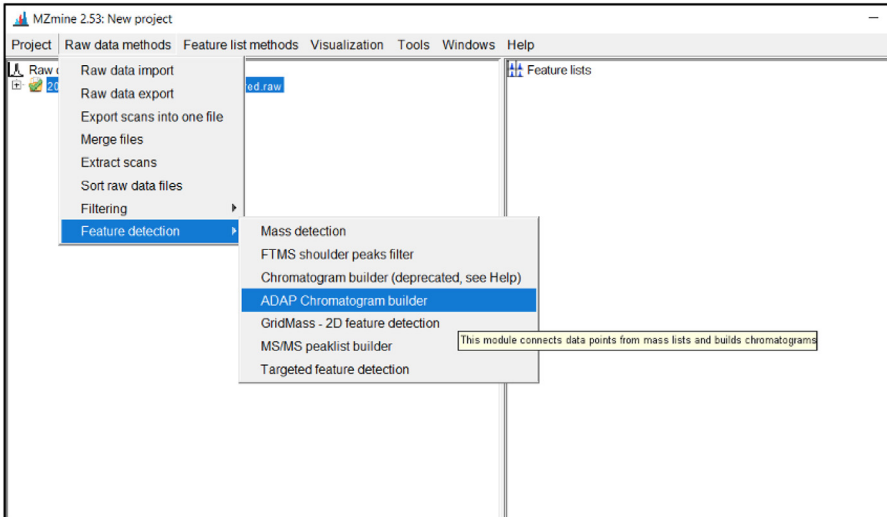 MZmine 2.53: New project
Project Raw data methods Feature list methods Visualization Tools Windows Help
Raw
Feature lists
20
ed.raw
Raw data import
Raw data export
Export scans into one file
Merge files
Extract scans
Sort raw data files
Filtering
Feature detection
Mass detection
FTMS shoulder peaks filter
Chromatogram builder (deprecated, see Help)
ADAP Chromatogram builder
GridMass - 2D feature detection
MS/MS peaklist builder
Targeted feature detection
This module connects data points from mass lists and builds chromatograms